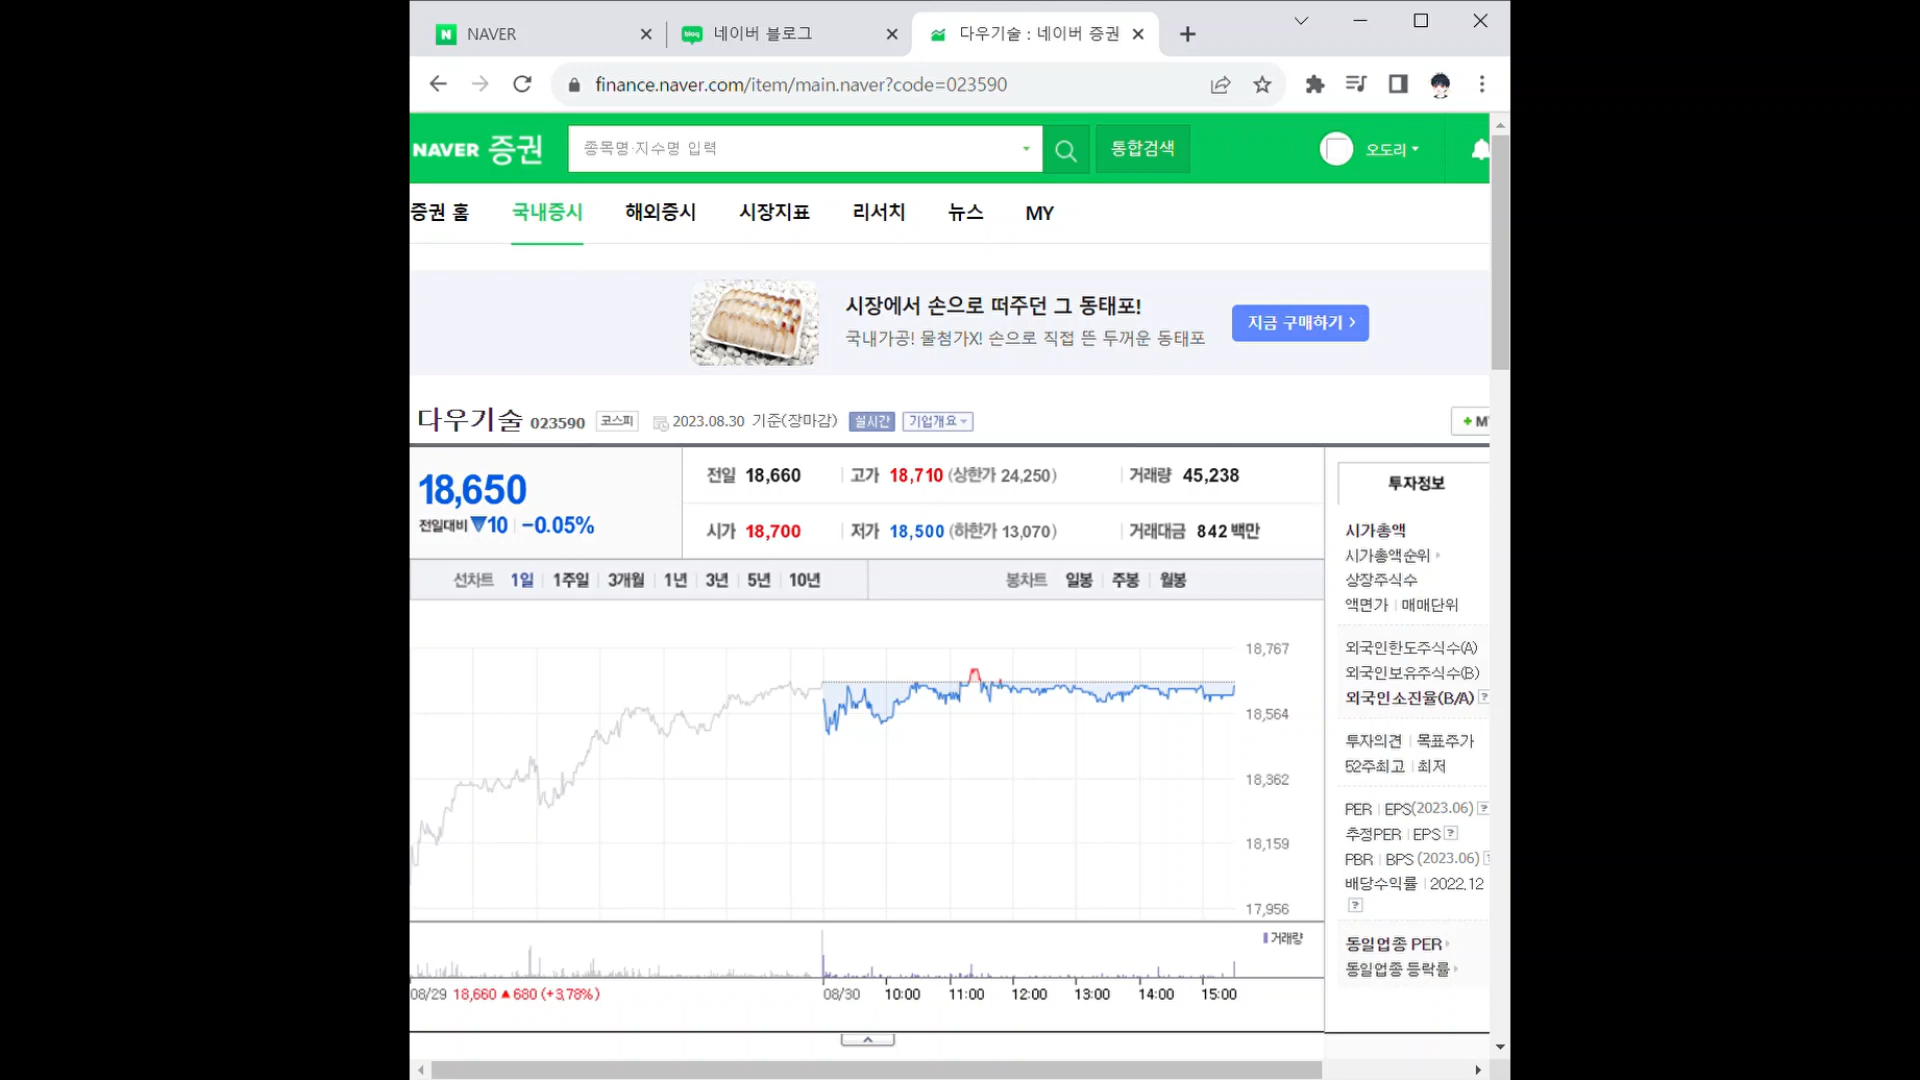 NAVER
네이버 블로그
다우기술 : 네이버 증권
finance.naver.com/item/main.naver?code=023590
NAVER 증권
종목명·지수명 입력
통합검색
오도리
증권 홈
국내증시
해외증시
시장지표
리서치
뉴스
MY
시장에서 손으로 떠주던 그 동태포!
국내가공! 물첨가X! 손으로 직접 뜬 두꺼운 동태포
지금 구매하기
다우기술 023590 코스피 2023.08.30 기준(장마감) 실시간 기업개요
+ M
18,650
전일대비 ▼10 -0.05%
전일 18,660 고가 18,710 (상한가 24,250) 거래량 45,238
시가 18,700 저가 18,500 (하한가 13,070) 거래대금 842 백만
선차트 1일 1주일 3개월 1년 3년 5년 10년
봉차트 일봉 주봉 월봉
18,767
18,564
18,362
18,159
17,956
거래량
08/29 18,660 ▲680 (+3.78%)
08/30 10:00 11:00 12:00 13:00 14:00 15:00
투자정보
시가총액
시가총액순위
상장주식수
액면가 | 매매단위
외국인한도주식수(A)
외국인보유주식수(B)
외국인소진율(B/A) ?
투자의견 | 목표주가
52주최고 | 최저
PER | EPS(2023.06) ?
추정PER | EPS ?
PBR | BPS (2023.06) ?
배당수익률 | 2022.12
?
동일업종 PER
동일업종 등락률